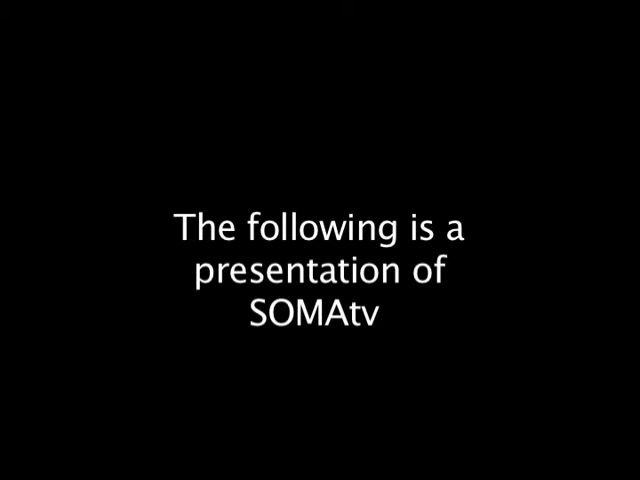 The following is a
presentation of
SOMAtv